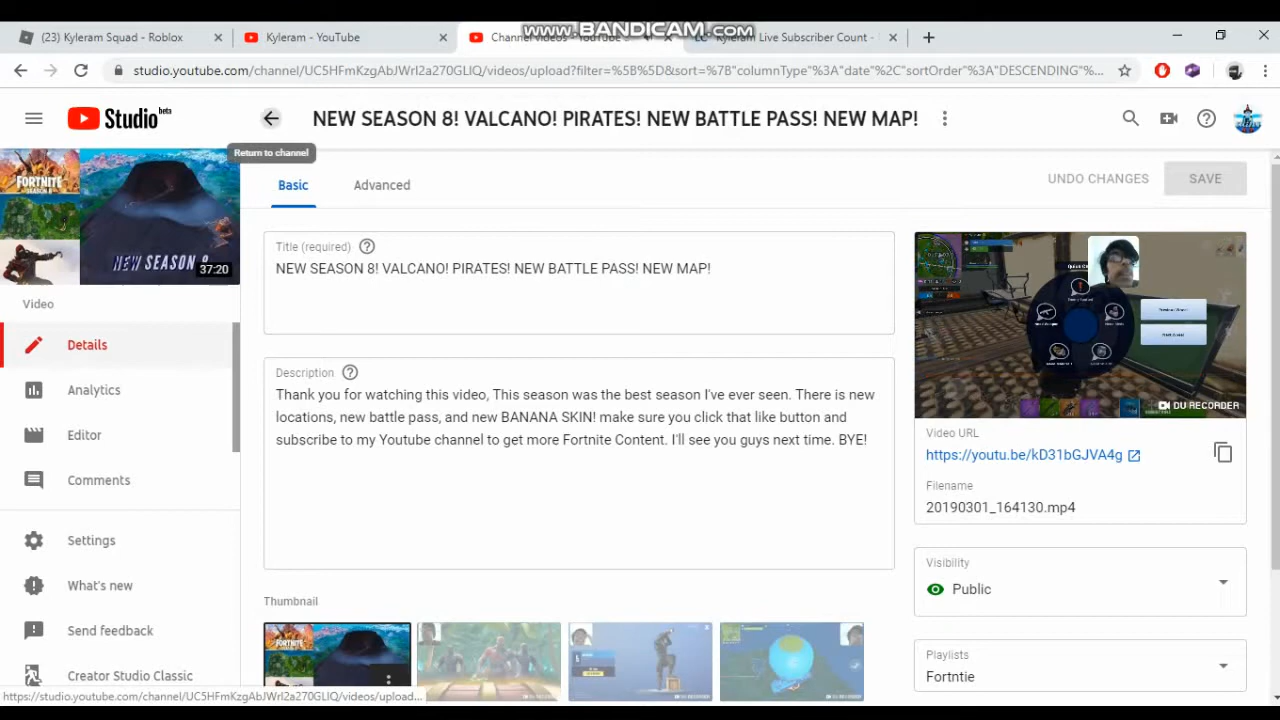 www.BANDICAM.com
(23) Kyleram Squad - Roblox
Kyleram - YouTube
Channel videos - YouTube
Kyleram Live Subscriber Count -
studio.youtube.com/channel/UC5HFmKzgAbJWrI2a270GLIQ/videos/upload?filter=%5B%5D&sort=%7B"columnType"%3A"date"%2C"sortOrder"%3A"DESCENDING"%...
Studio beta
NEW SEASON 8! VALCANO! PIRATES! NEW BATTLE PASS! NEW MAP!
Return to channel
FORTNITE
SEASON 8
NEW SEASON 8
37:20
Basic
Advanced
UNDO CHANGES
SAVE
Title (required)
NEW SEASON 8! VALCANO! PIRATES! NEW BATTLE PASS! NEW MAP!
Video
Details
Analytics
Editor
Comments
Settings
What's new
Send feedback
Creator Studio Classic
Description
Thank you for watching this video, This season was the best season I've ever seen. There is new
locations, new battle pass, and new BANANA SKIN! make sure you click that like button and
subscribe to my Youtube channel to get more Fortnite Content. I'll see you guys next time. BYE!
Thumbnail
DU RECORDER
Video URL
https://youtu.be/kD31bGJVA4g
Filename
20190301_164130.mp4
Visibility
Public
Playlists
Forntie
https://studio.youtube.com/channel/UC5HFmKzgAbJWrI2a270GLIQ/videos/upload...